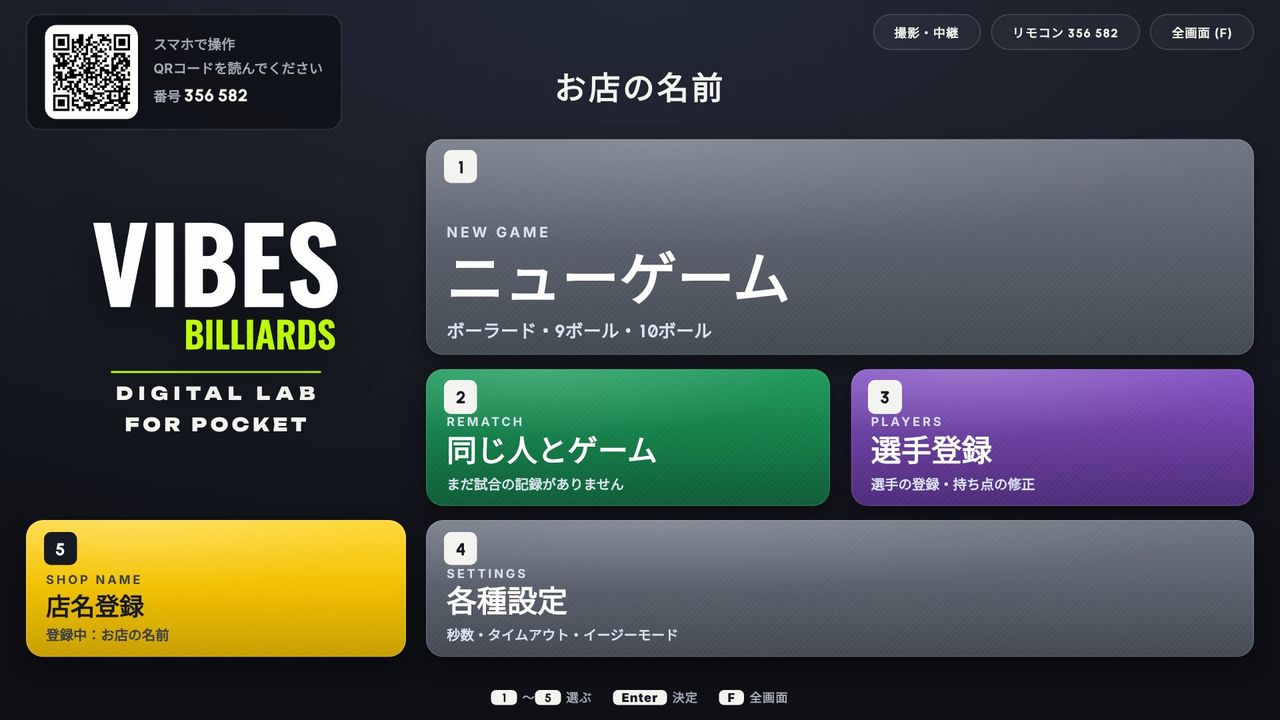 スマホで操作
QRコードを読んでください
番号 356 582
撮影・中継
リモコン 356 582
全画面 (F)
お店の名前
VIBES
BILLIARDS
DIGITAL LAB
FOR POCKET
1
NEW GAME
ニューゲーム
ボーラード・9ボール・10ボール
2
REMATCH
同じ人とゲーム
まだ試合の記録がありません
3
PLAYERS
選手登録
選手の登録・持ち点の修正
5
SHOP NAME
店名登録
登録中：お店の名前
4
SETTINGS
各種設定
秒数・タイムアウト・イージーモード
1 〜 5 選ぶ Enter 決定 F 全画面